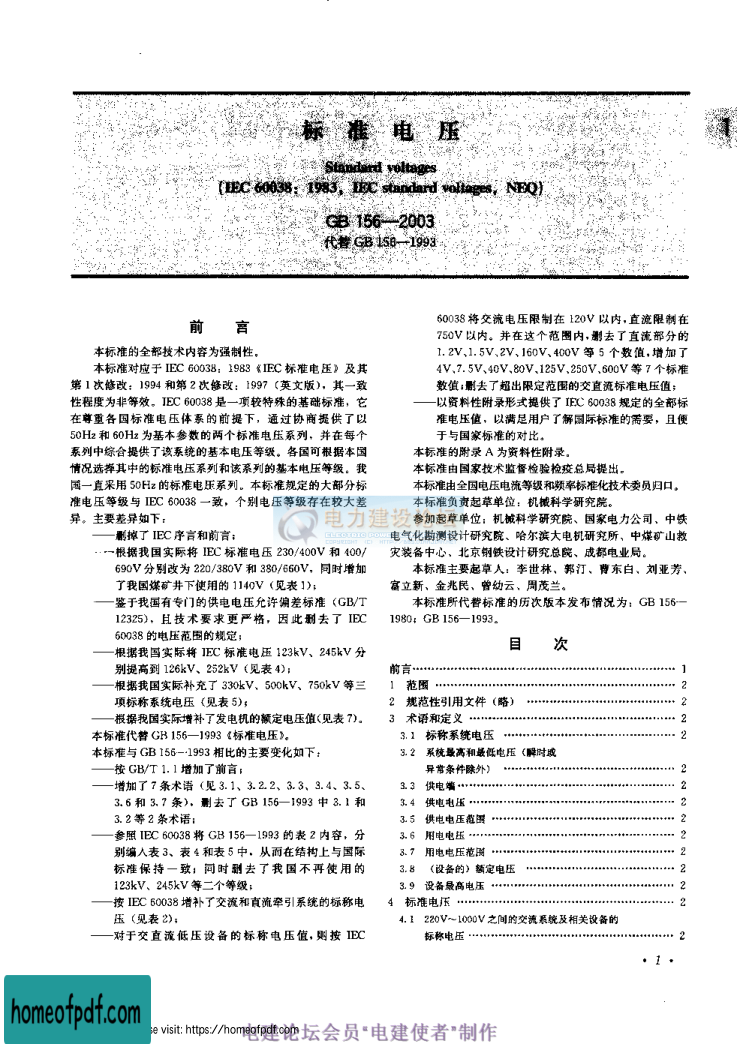 标准电压
Standard voltages
(IEC 60038：1983，IEC standard voltages，NEQ)
GB 156—2003
代替 GB 156—1993
1
前言
本标准的全部技术内容为强制性。
本标准对应于 IEC 60038：1983《IEC 标准电压》及其
第 1 次修改：1994 和第 2 次修改：1997（英文版），其一致
性程度为非等效。IEC 60038 是一项较特殊的基础标准，它
在尊重各国标准电压体系的前提下，通过协商提供了以
50Hz 和 60Hz 为基本参数的两个标准电压系列，并在每个
系列中综合提供了该系统的基本电压等级。各国可根据本国
情况选择其中的标准电压系列和该系列的基本电压等级。我
国一直采用 50Hz 的标准电压系列。本标准规定的大部分标
准电压等级与 IEC 60038 一致，个别电压等级存在较大差
异。主要差异如下：
——删掉了 IEC 序言和前言；
——根据我国实际将 IEC 标准电压 230/400V 和 400/
690V 分别改为 220/380V 和 380/660V，同时增加
了我国煤矿井下使用的 1140V（见表 1）；
——鉴于我国有专门的供电电压允许偏差标准（GB/T
12325），且技术要求更严格，因此删去了 IEC
60038 的电压范围的规定；
——根据我国实际将 IEC 标准电压 123kV、245kV 分
别提高到 126kV、252kV（见表 4）；
——根据我国实际补充了 330kV、500kV、750kV 等三
项标称系统电压（见表 5）；
——根据我国实际增补了发电机的额定电压值（见表 7）。
本标准代替 GB 156—1993《标准电压》。
本标准与 GB 156—1993 相比的主要变化如下：
——按 GB/T 1.1 增加了前言；
——增加了 7 条术语（见 3.1、3.2.2、3.3、3.4、3.5、
3.6 和 3.7 条），删去了 GB 156—1993 中 3.1 和
3.2 等 2 条术语；
——参照 IEC 60038 将 GB 156—1993 的表 2 内容，分
别编入表 3、表 4 和表 5 中，从而在结构上与国际
标准保持一致；同时删去了我国不再使用的
123kV、245kV 等二个等级；
——按 IEC 60038 增补了交流和直流牵引系统的标称电
压（见表 2）；
——对于交直流低压设备的标称电压值，则按 IEC
60038 将交流电压限制在 120V 以内，直流限制在
750V 以内。并在这个范围内，删去了直流部分的
1.2V、1.5V、2V、160V、400V 等 5 个数值，增加了
4V、7.5V、40V、80V、125V、250V、600V 等 7 个标准
数值；删去了超出限定范围的交直流标准电压值；
——以资料性附录形式提供了 IEC 60038 规定的全部标
准电压值，以满足用户了解国际标准的需要，且便
于与国家标准的对比。
本标准的附录 A 为资料性附录。
本标准由国家技术监督检验检疫总局提出。
本标准由全国电压电流等级和频率标准化技术委员归口。
本标准负责起草单位：机械科学研究院。
参加起草单位：机械科学研究院、国家电力公司、中铁
电气化勘测设计研究院、哈尔滨大电机研究所、中煤矿山救
灾装备中心、北京钢铁设计研究总院、成都电业局。
本标准主要起草人：李世林、郭汀、曹东白、刘亚芳、
富立新、金兆民、曾幼云、周茂兰。
本标准所代替标准的历次版本发布情况为：GB 156—
1980；GB 156—1993。
目次
前言……1
1 范围……2
2 规范性引用文件（略）……2
3 术语和定义……2
3.1 标称系统电压……2
3.2 系统最高和最低电压（瞬时或
异常条件除外）……2
3.3 供电端……2
3.4 供电电压……2
3.5 供电电压范围……2
3.6 用电电压……2
3.7 用电电压范围……2
3.8 （设备的）额定电压……2
3.9 设备最高电压……2
4 标准电压……2
4.1 220V～1000V 之间的交流系统及相关设备的
标称电压……2
• 1 •
电力建设论坛
homeofpdf.com
se visit: https://homeofpdf.com
电建论坛会员"电建使者"制作